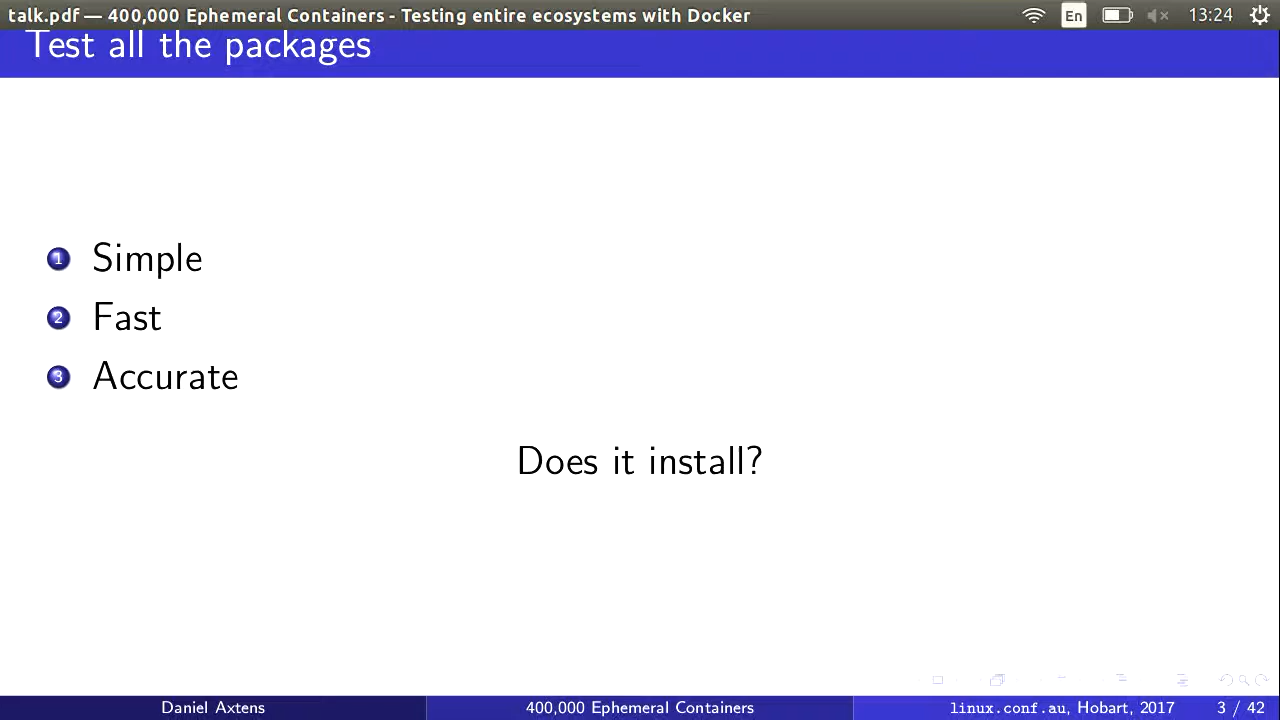 talk.pdf — 400,000 Ephemeral Containers - Testing entire ecosystems with Docker En 13:24
Test all the packages
1 Simple
2 Fast
3 Accurate
Does it install?
Daniel Axtens 400,000 Ephemeral Containers linux.conf.au, Hobart, 2017 3 / 42